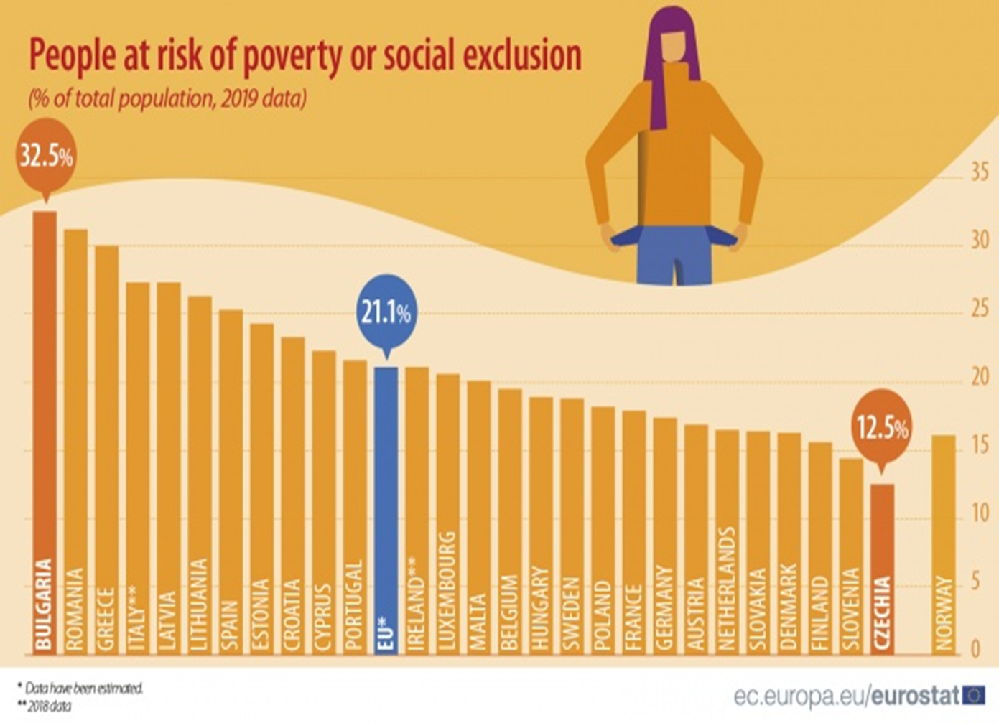 People at risk of poverty or social exclusion
(% of total population, 2019 data)
32.5%
21.1%
12.5%
35
30
25
20
15
10
5
0
BULGARIA
ROMANIA
GREECE
ITALY**
LATVIA
LITHUANIA
SPAIN
ESTONIA
CROATIA
CYPRUS
PORTUGAL
EU*
IRELAND**
LUXEMBOURG
MALTA
BELGIUM
HUNGARY
SWEDEN
POLAND
FRANCE
GERMANY
AUSTRIA
NETHERLANDS
SLOVAKIA
DENMARK
FINLAND
SLOVENIA
CZECHIA
NORWAY
* Data have been estimated.
** 2018 data
ec.europa.eu/eurostat